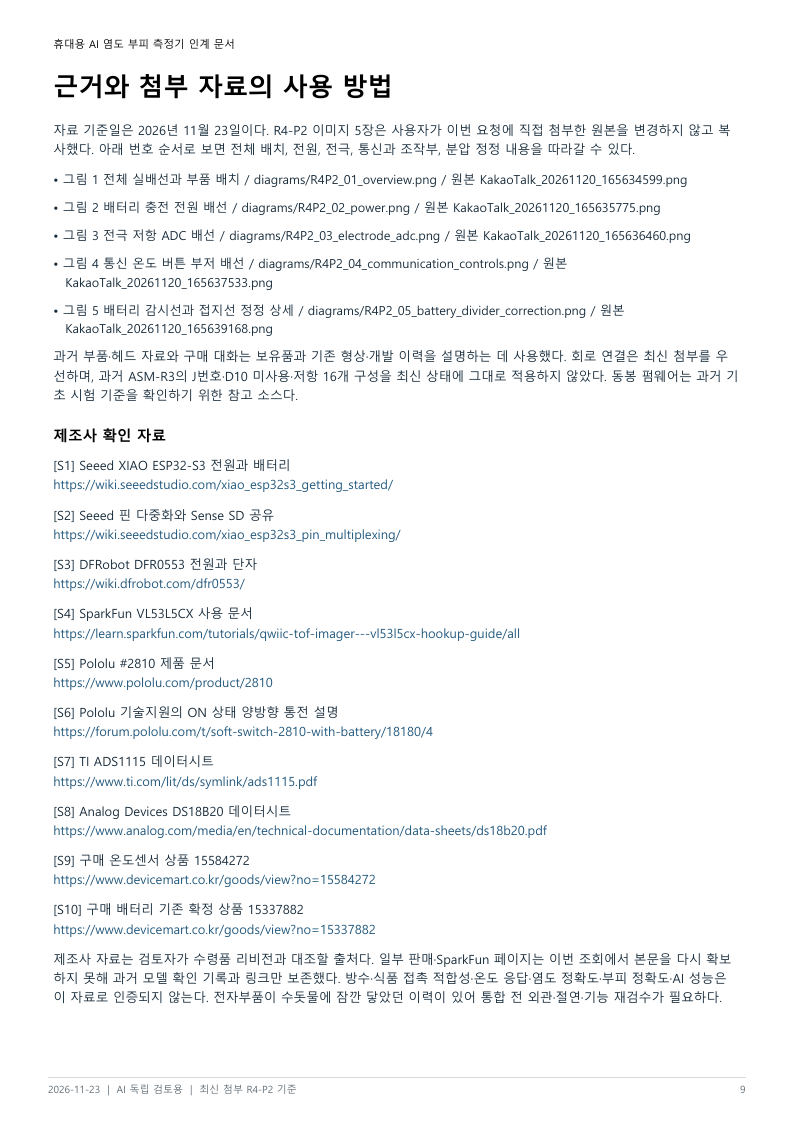 휴대용 AI 염도 부피 측정기 인계 문서
근거와 첨부 자료의 사용 방법
자료 기준일은 2026년 11월 23일이다. R4-P2 이미지 5장은 사용자가 이번 요청에 직접 첨부한 원본을 변경하지 않고 복
사했다. 아래 번호 순서로 보면 전체 배치, 전원, 전극, 통신과 조작부, 분압 정정 내용을 따라갈 수 있다.
• 그림 1 전체 실배선과 부품 배치 / diagrams/R4P2_01_overview.png / 원본 KakaoTalk_20261120_165634599.png
• 그림 2 배터리 충전 전원 배선 / diagrams/R4P2_02_power.png / 원본 KakaoTalk_20261120_165635775.png
• 그림 3 전극 저항 ADC 배선 / diagrams/R4P2_03_electrode_adc.png / 원본 KakaoTalk_20261120_165636460.png
• 그림 4 통신 온도 버튼 부저 배선 / diagrams/R4P2_04_communication_controls.png / 원본
KakaoTalk_20261120_165637533.png
• 그림 5 배터리 감시선과 접지선 정정 상세 / diagrams/R4P2_05_battery_divider_correction.png / 원본
KakaoTalk_20261120_165639168.png
과거 부품·헤드 자료와 구매 대화는 보유품과 기존 형상·개발 이력을 설명하는 데 사용했다. 회로 연결은 최신 첨부를 우
선하며, 과거 ASM-R3의 J번호·D10 미사용·저항 16개 구성을 최신 상태에 그대로 적용하지 않았다. 동봉 펌웨어는 과거 기
초 시험 기준을 확인하기 위한 참고 소스다.
제조사 확인 자료
[S1] Seeed XIAO ESP32-S3 전원과 배터리
https://wiki.seeedstudio.com/xiao_esp32s3_getting_started/
[S2] Seeed 핀 다중화와 Sense SD 공유
https://wiki.seeedstudio.com/xiao_esp32s3_pin_multiplexing/
[S3] DFRobot DFR0553 전원과 단자
https://wiki.dfrobot.com/dfr0553/
[S4] SparkFun VL53L5CX 사용 문서
https://learn.sparkfun.com/tutorials/qwiic-tof-imager---vl53l5cx-hookup-guide/all
[S5] Pololu #2810 제품 문서
https://www.pololu.com/product/2810
[S6] Pololu 기술지원의 ON 상태 양방향 통전 설명
https://forum.pololu.com/t/soft-switch-2810-with-battery/18180/4
[S7] TI ADS1115 데이터시트
https://www.ti.com/lit/ds/symlink/ads1115.pdf
[S8] Analog Devices DS18B20 데이터시트
https://www.analog.com/media/en/technical-documentation/data-sheets/ds18b20.pdf
[S9] 구매 온도센서 상품 15584272
https://www.devicemart.co.kr/goods/view?no=15584272
[S10] 구매 배터리 기존 확정 상품 15337882
https://www.devicemart.co.kr/goods/view?no=15337882
제조사 자료는 검토자가 수령품 리비전과 대조할 출처다. 일부 판매·SparkFun 페이지는 이번 조회에서 본문을 다시 확보
하지 못해 과거 모델 확인 기록과 링크만 보존했다. 방수·식품 접촉 적합성·온도 응답·염도 정확도·부피 정확도·AI 성능은
이 자료로 인증되지 않는다. 전자부품이 수돗물에 잠깐 닿았던 이력이 있어 통합 전 외관·절연·기능 재검수가 필요하다.
2026-11-23 | AI 독립 검토용 | 최신 첨부 R4-P2 기준
9